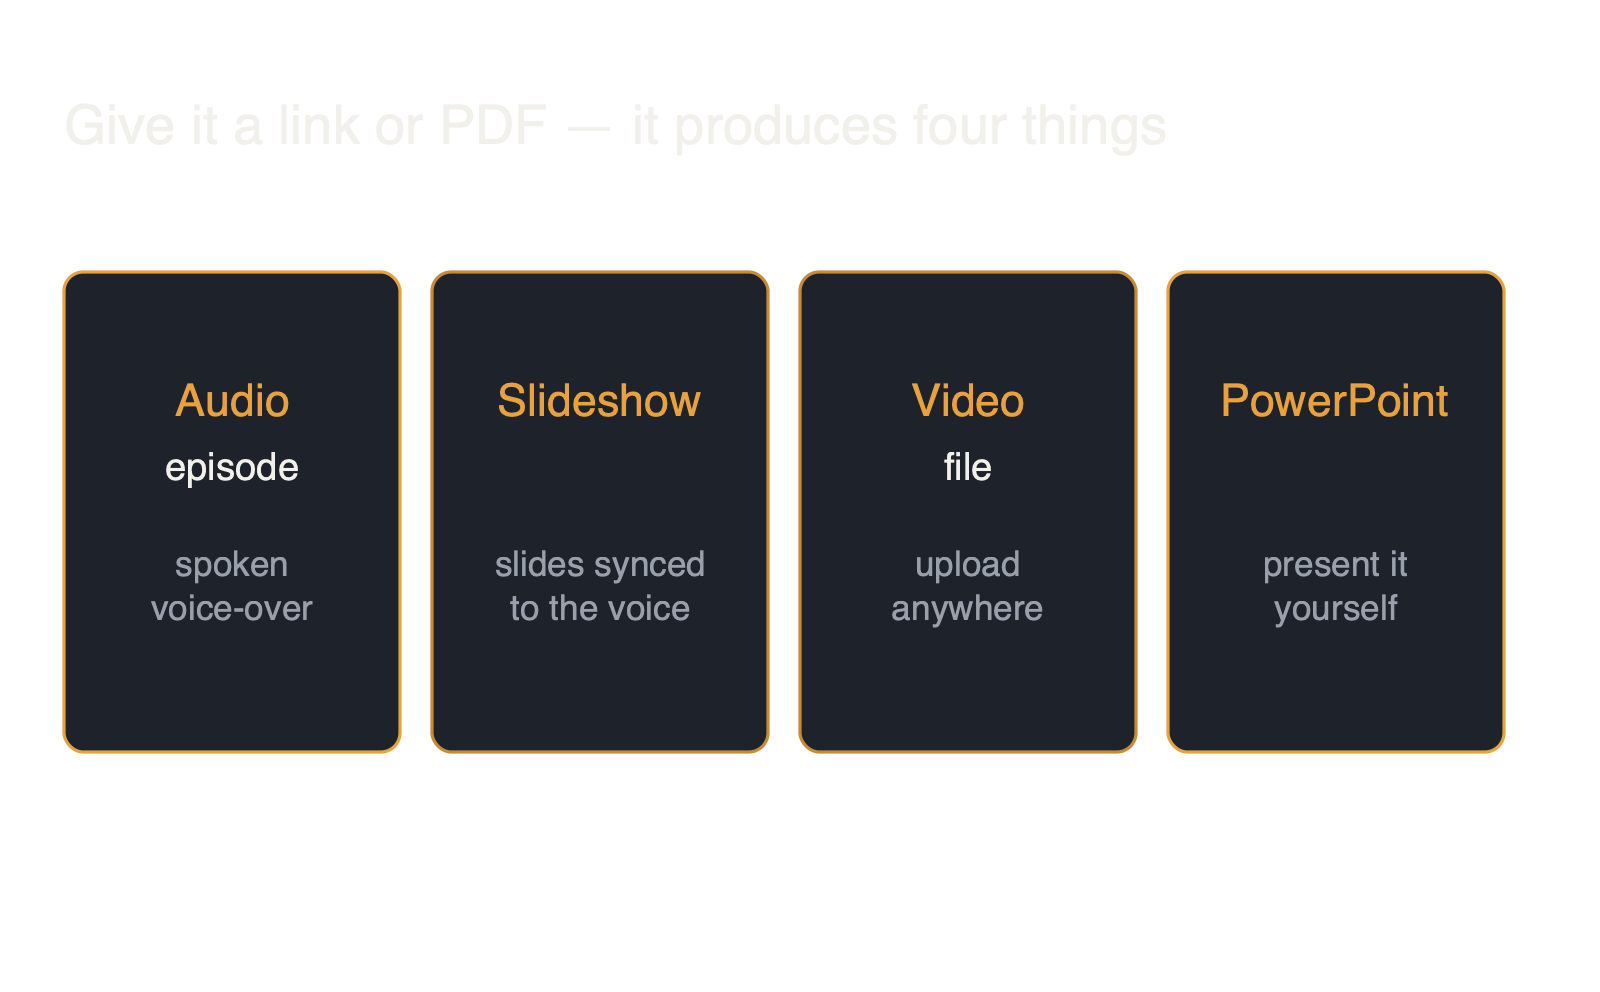 Give it a link or PDF — it produces four things
Audio
episode
spoken
voice-over
Slideshow
slides synced
to the voice
Video
file
upload
anywhere
PowerPoint
present it
yourself